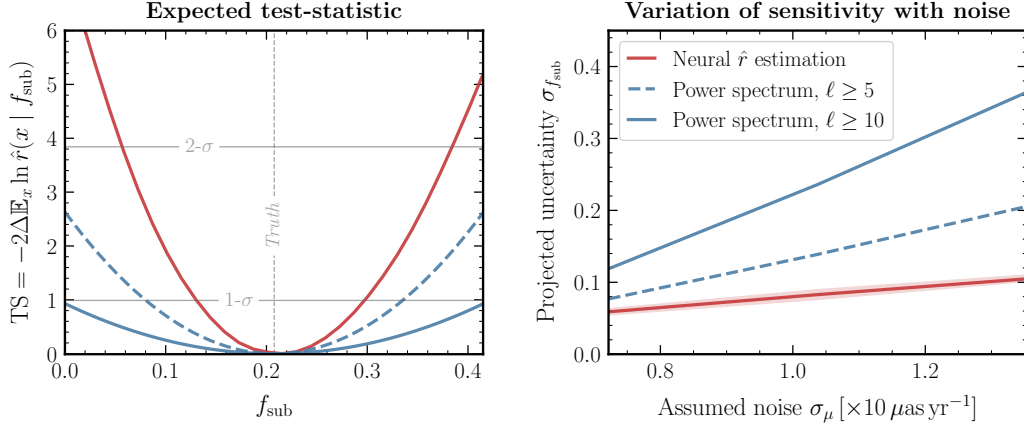 Expected test-statistic
TS = −2Δ𝔼ₓ ln r̂(x | f_sub)
6
5
4
3
2
1
0
2-σ
1-σ
Truth
0.0 0.1 0.2 0.3 0.4
f_sub
Variation of sensitivity with noise
Projected uncertainty σ_{f_sub}
0.4
0.3
0.2
0.1
0.0
Neural r̂ estimation
Power spectrum, ℓ ≥ 5
Power spectrum, ℓ ≥ 10
0.8 1.0 1.2
Assumed noise σ_μ [×10 μas yr⁻¹]